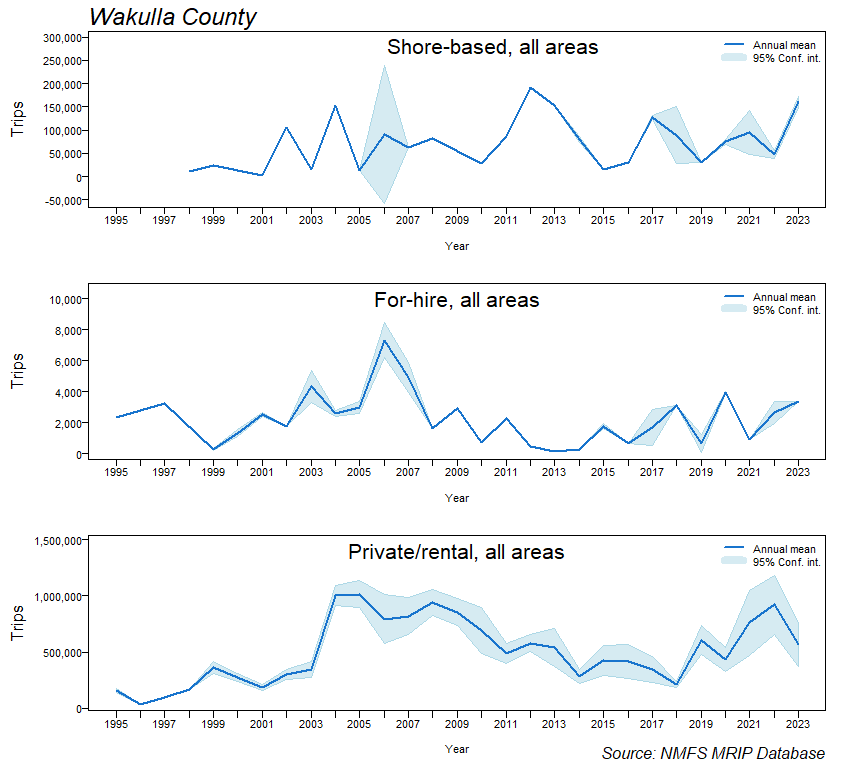 Wakulla County
Shore-based, all areas
Annual mean
95% Conf. int.
Trips
300,000
250,000
200,000
150,000
100,000
50,000
0
-50,000
1995 1997 1999 2001 2003 2005 2007 2009 2011 2013 2015 2017 2019 2021 2023
Year
For-hire, all areas
Annual mean
95% Conf. int.
Trips
10,000
8,000
6,000
4,000
2,000
0
1995 1997 1999 2001 2003 2005 2007 2009 2011 2013 2015 2017 2019 2021 2023
Year
Private/rental, all areas
Annual mean
95% Conf. int.
Trips
1,500,000
1,000,000
500,000
0
1995 1997 1999 2001 2003 2005 2007 2009 2011 2013 2015 2017 2019 2021 2023
Year
Source: NMFS MRIP Database